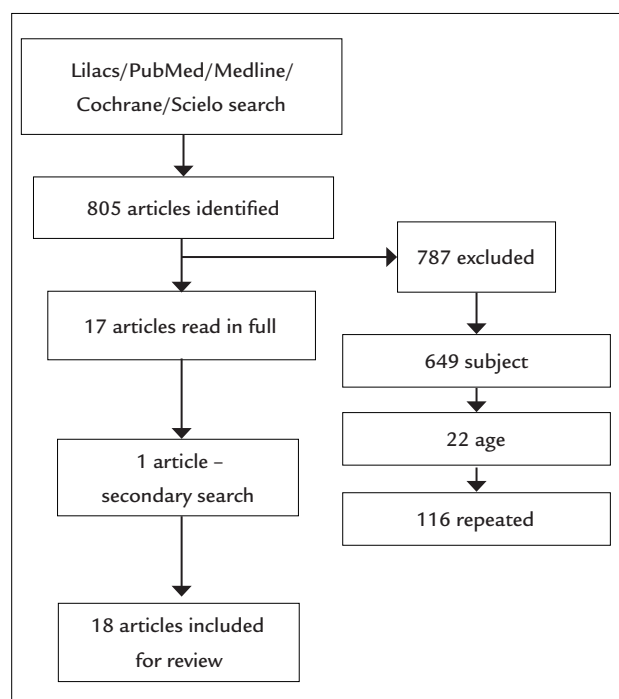 Lilacs/PubMed/Medline/
Cochrane/Scielo search
805 articles identified
787 excluded
17 articles read in full
649 subject
22 age
1 article –
secondary search
116 repeated
18 articles included
for review